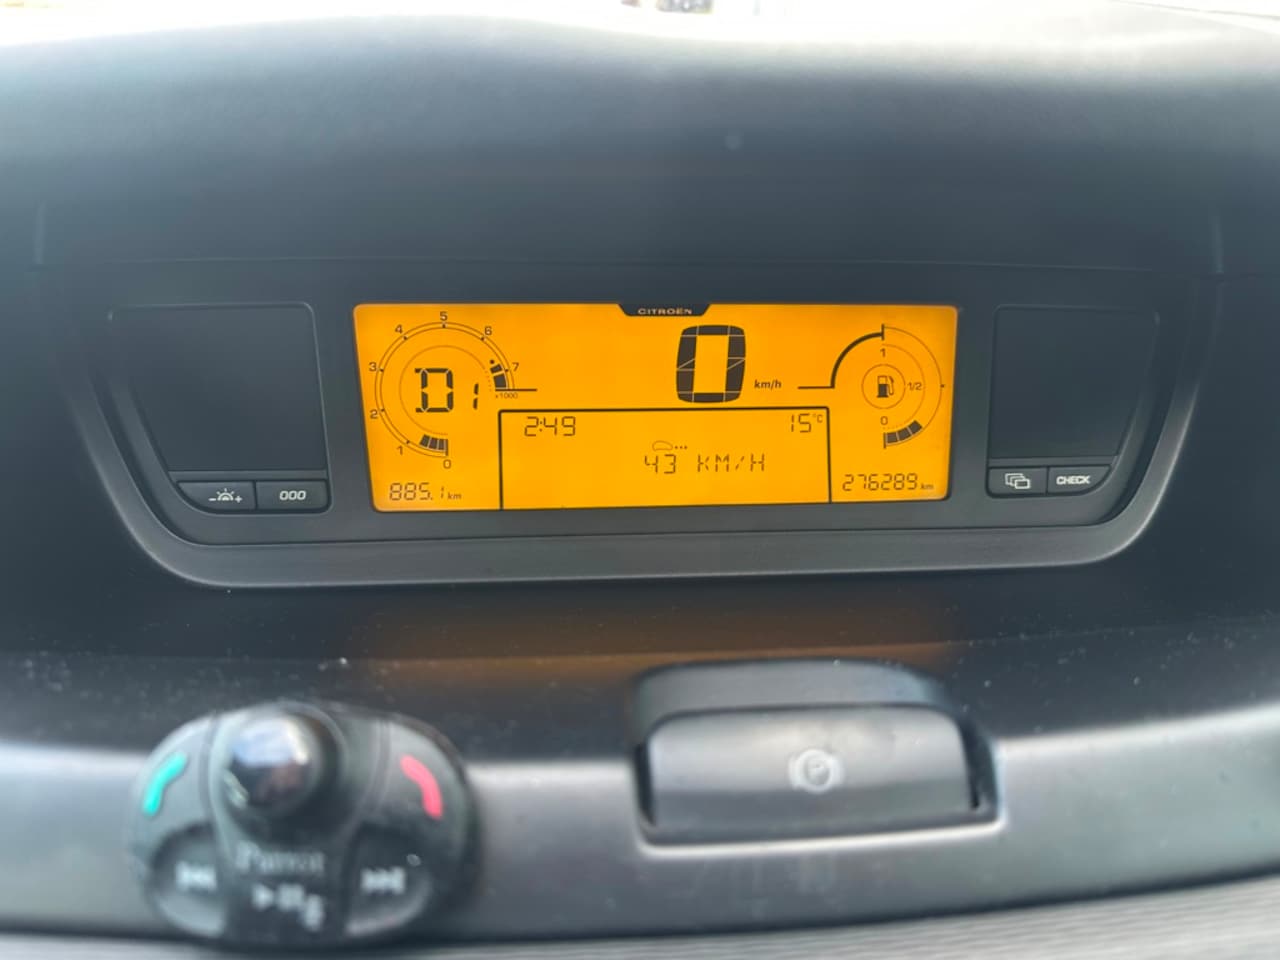 CITROËN
5
4
6
3
7
x1000
2
1
0
D1
0
km/h
1
1/2
0
2:49
15°C
43 KM/H
885.1 km
276289 km
- +
000
CHECK
P
Parrot